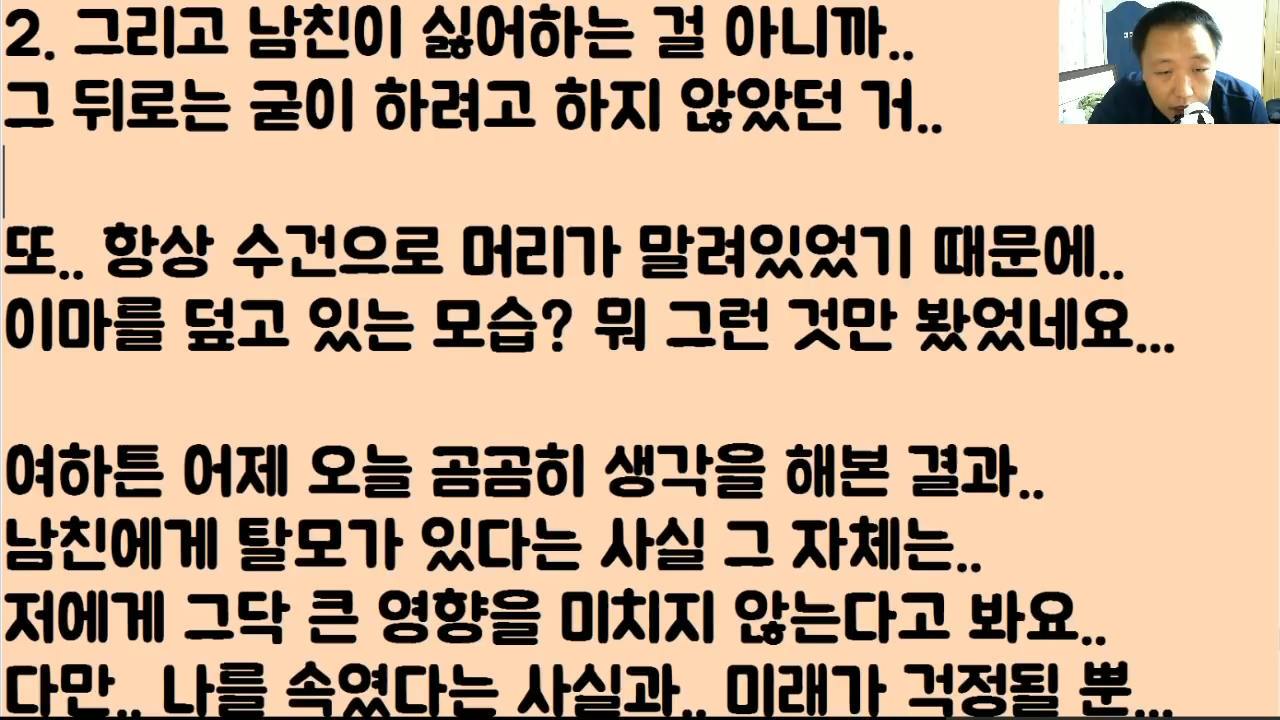 2. 그리고 남친이 싫어하는 걸 아니까..
그 뒤로는 굳이 하려고 하지 않았던 거..
또.. 항상 수건으로 머리가 말려있었기 때문에..
이마를 덮고 있는 모습? 뭐 그런 것만 봤었네요...
여하튼 어제 오늘 곰곰히 생각을 해본 결과..
남친에게 탈모가 있다는 사실 그 자체는..
저에게 그닥 큰 영향을 미치지 않는다고 봐요..
다만.. 나를 속였다는 사실과.. 미래가 걱정될 뿐...